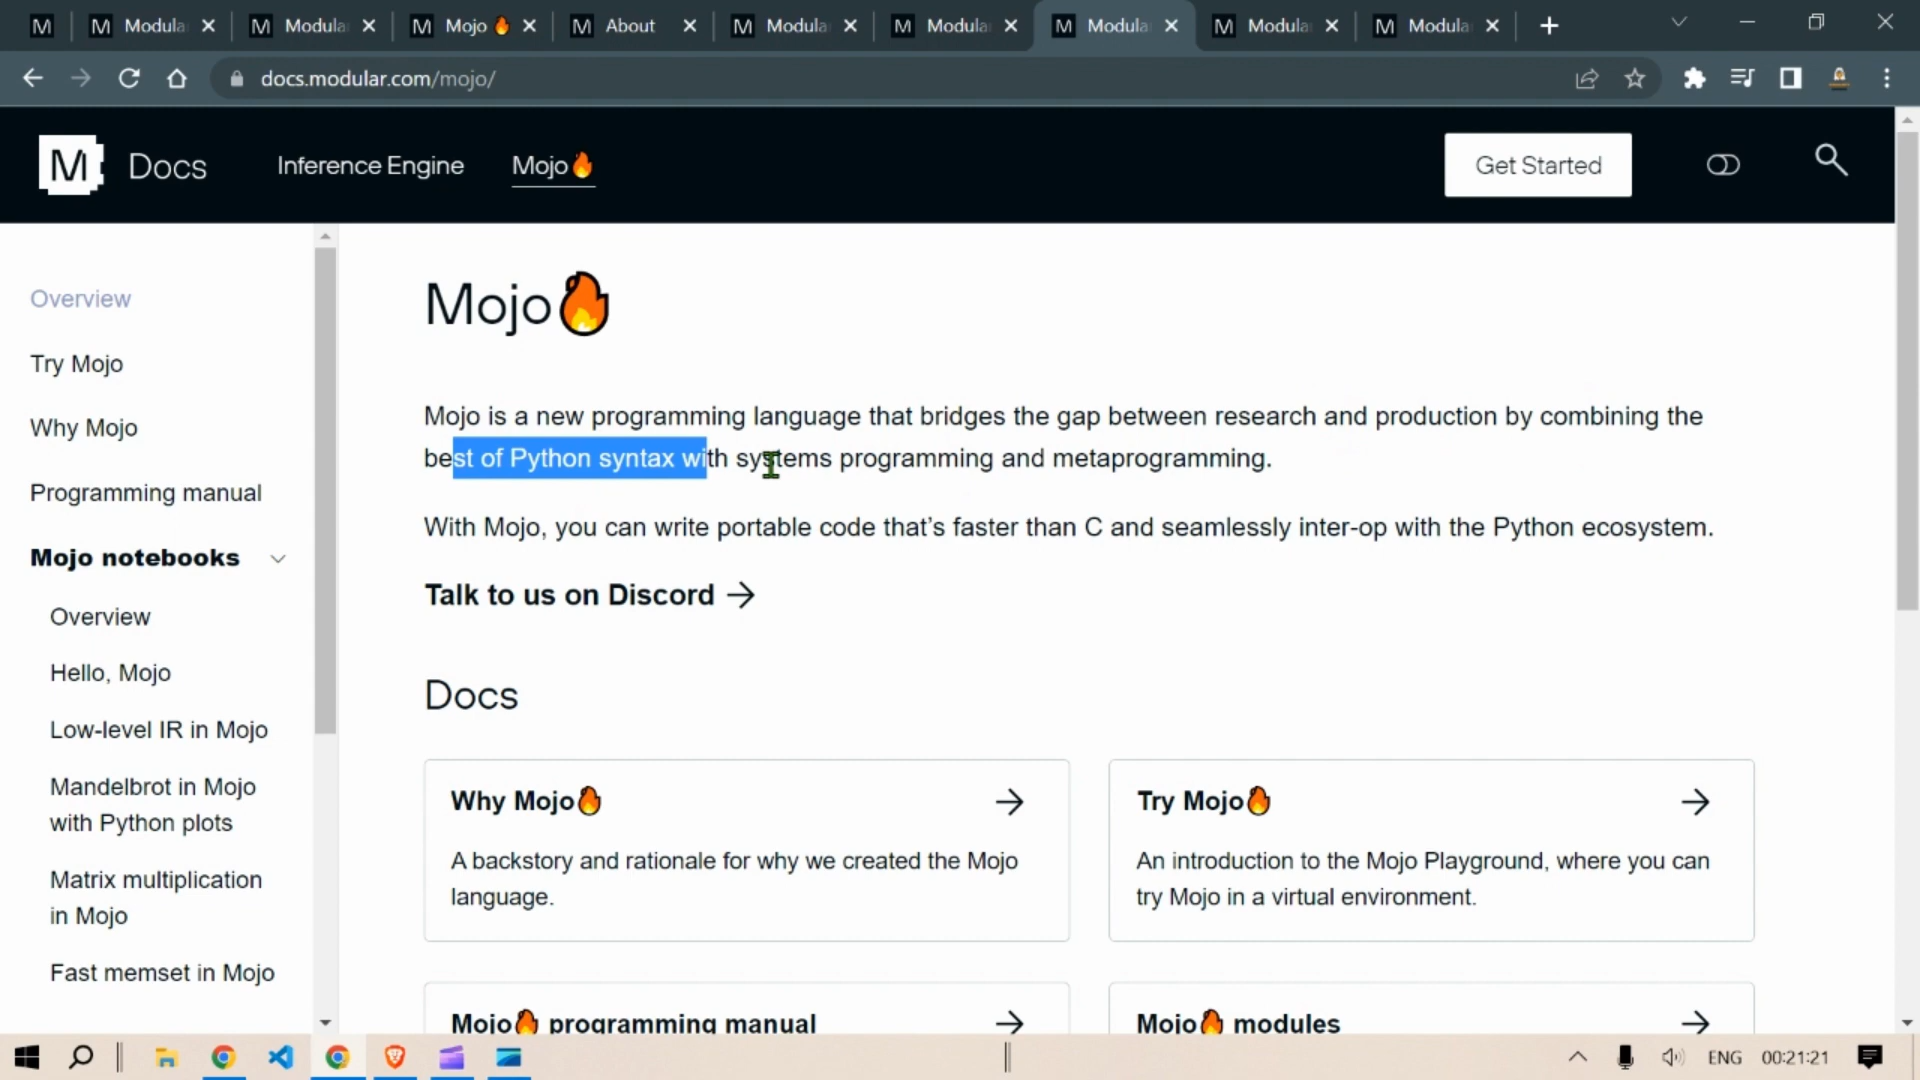 Modula
Modula
Mojo🔥
About
Modula
Modula
Modula
Modula
Modula
docs.modular.com/mojo/
M Docs
Inference Engine
Mojo🔥
Get Started
Overview
Try Mojo
Why Mojo
Programming manual
Mojo notebooks
Overview
Hello, Mojo
Low-level IR in Mojo
Mandelbrot in Mojo
with Python plots
Matrix multiplication
in Mojo
Fast memset in Mojo
Mojo🔥
Mojo is a new programming language that bridges the gap between research and production by combining the
best of Python syntax with systems programming and metaprogramming.
With Mojo, you can write portable code that’s faster than C and seamlessly inter-op with the Python ecosystem.
Talk to us on Discord →
Docs
Why Mojo🔥 →
A backstory and rationale for why we created the Mojo
language.
Try Mojo🔥 →
An introduction to the Mojo Playground, where you can
try Mojo in a virtual environment.
Mojo🔥 programming manual →
Mojo🔥 modules →
ENG
00:21:21